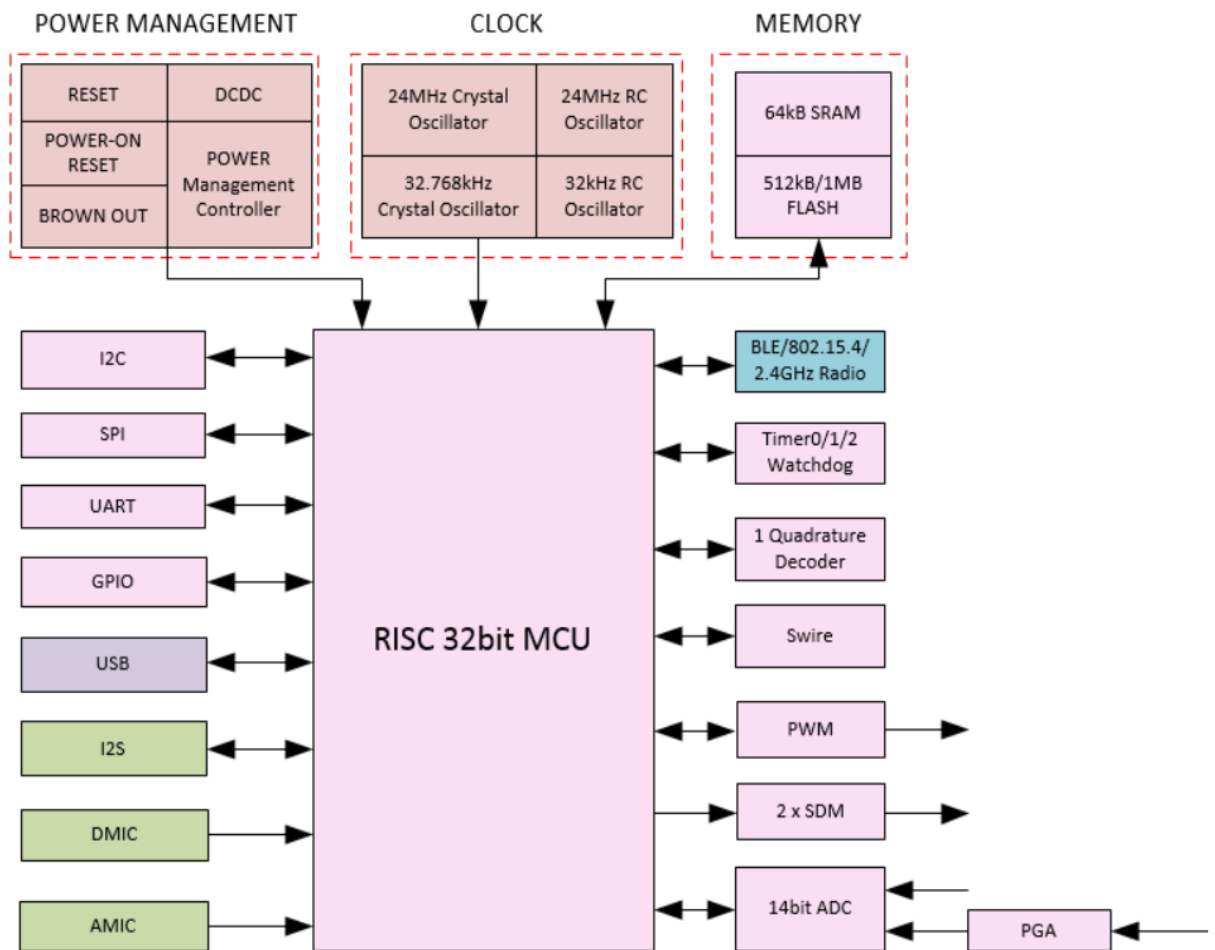 POWER MANAGEMENT
CLOCK
MEMORY
RESET
DCDC
POWER-ON
RESET
POWER
Management
Controller
BROWN OUT
24MHz Crystal
Oscillator
24MHz RC
Oscillator
32.768kHz
Crystal Oscillator
32kHz RC
Oscillator
64kB SRAM
512kB/1MB
FLASH
I2C
SPI
UART
GPIO
USB
I2S
DMIC
AMIC
RISC 32bit MCU
BLE/802.15.4/
2.4GHz Radio
Timer0/1/2
Watchdog
1 Quadrature
Decoder
Swire
PWM
2 x SDM
14bit ADC
PGA